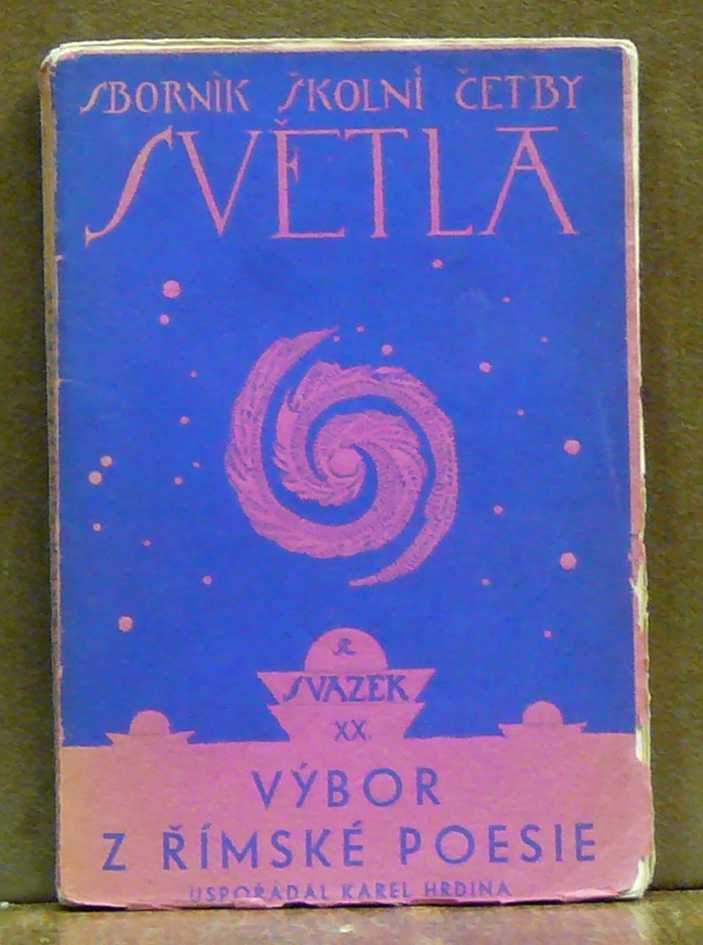 SBORNÍK ŠKOLNÍ ČETBY
SVĚTLA
SVAZEK
XX.
VÝBOR
Z ŘÍMSKÉ POESIE
USPOŘÁDAL KAREL HRDINA